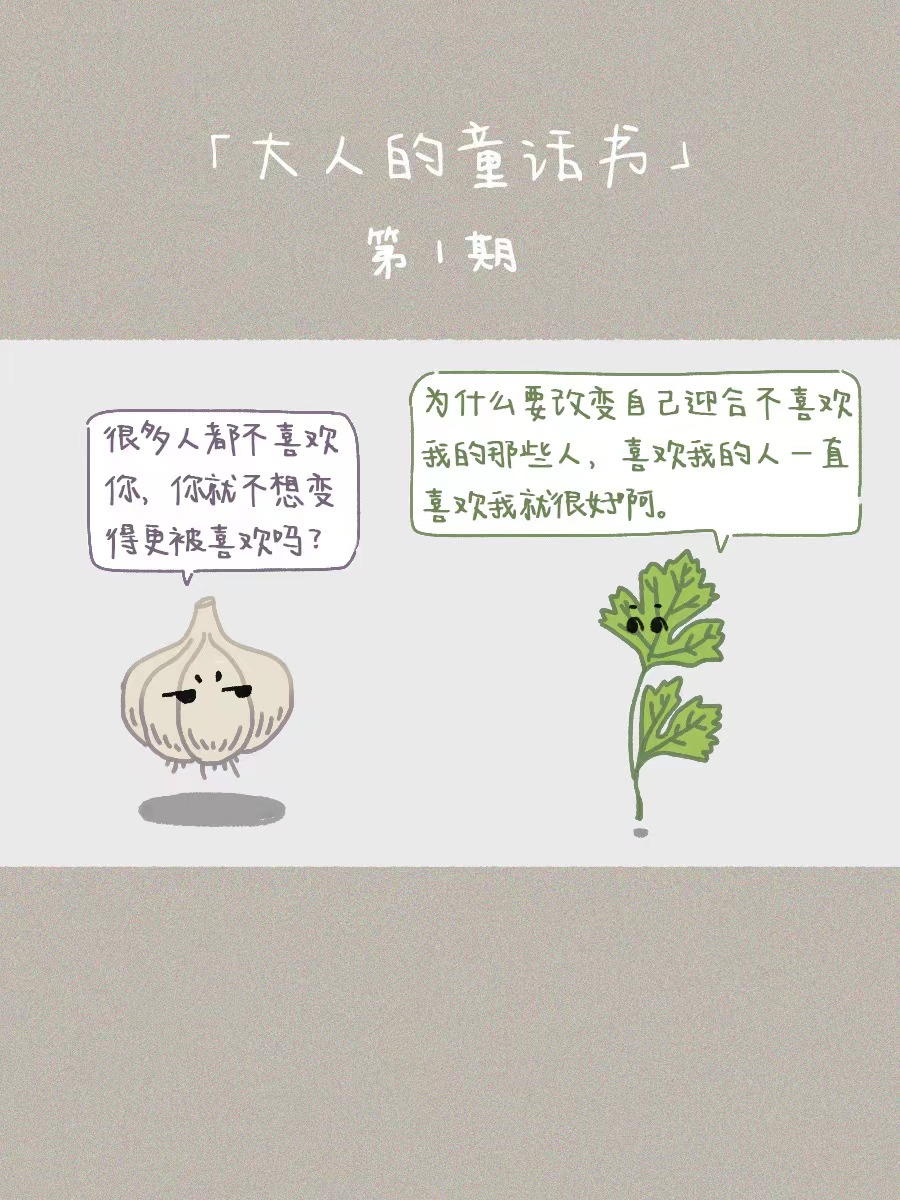 「大人的童话书」
第1期
很多人都不喜欢
你，你就不想变
得更被喜欢吗？
为什么要改变自己迎合不喜欢
我的那些人，喜欢我的人一直
喜欢我就很好啊。